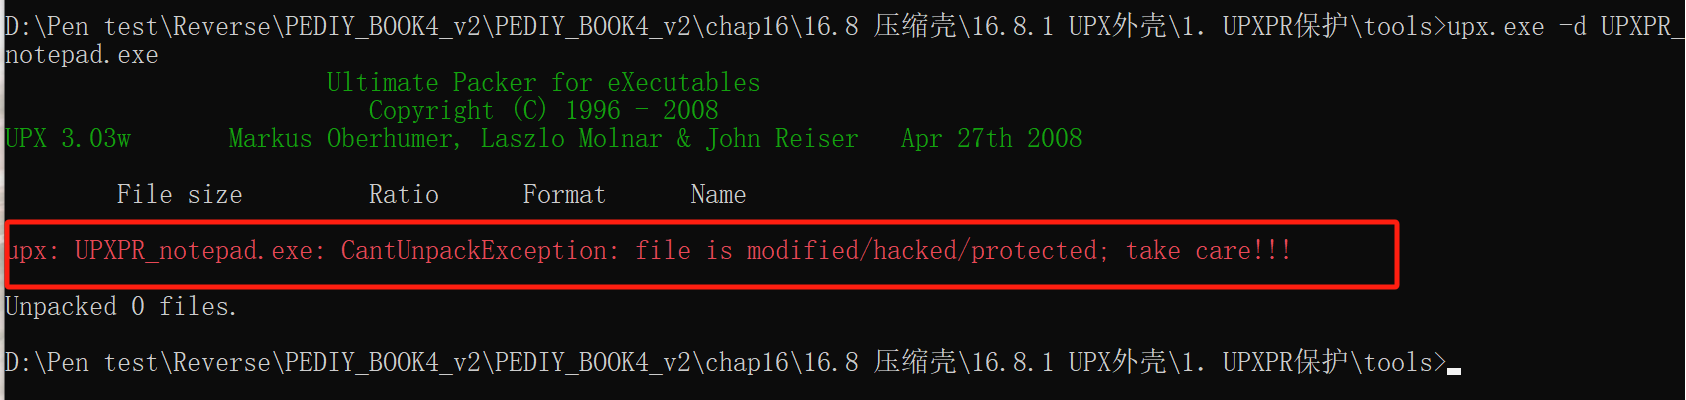 D:\Pen test\Reverse\PEDIY_BOOK4_v2\PEDIY_BOOK4_v2\chap16\16.8 压缩壳\16.8.1 UPX外壳\1. UPXPR保护\tools>upx.exe -d UPXPR_
notepad.exe
Ultimate Packer for eXecutables
Copyright (C) 1996 - 2008
UPX 3.03w       Markus Oberhumer, Laszlo Molnar & John Reiser   Apr 27th 2008
File size         Ratio      Format      Name
upx: UPXPR_notepad.exe: CantUnpackException: file is modified/hacked/protected; take care!!!
Unpacked 0 files.
D:\Pen test\Reverse\PEDIY_BOOK4_v2\PEDIY_BOOK4_v2\chap16\16.8 压缩壳\16.8.1 UPX外壳\1. UPXPR保护\tools>